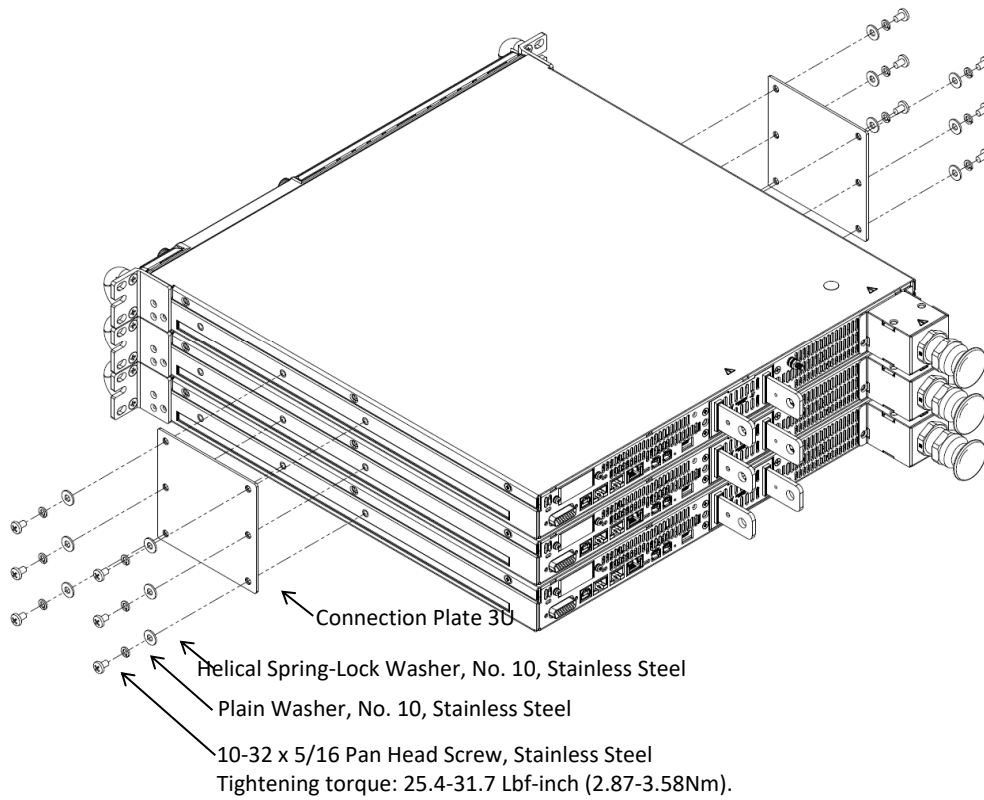 Connection Plate 3U
Helical Spring-Lock Washer, No. 10, Stainless Steel
Plain Washer, No. 10, Stainless Steel
10-32 x 5/16 Pan Head Screw, Stainless Steel
Tightening torque: 25.4-31.7 Lbf-inch (2.87-3.58Nm).